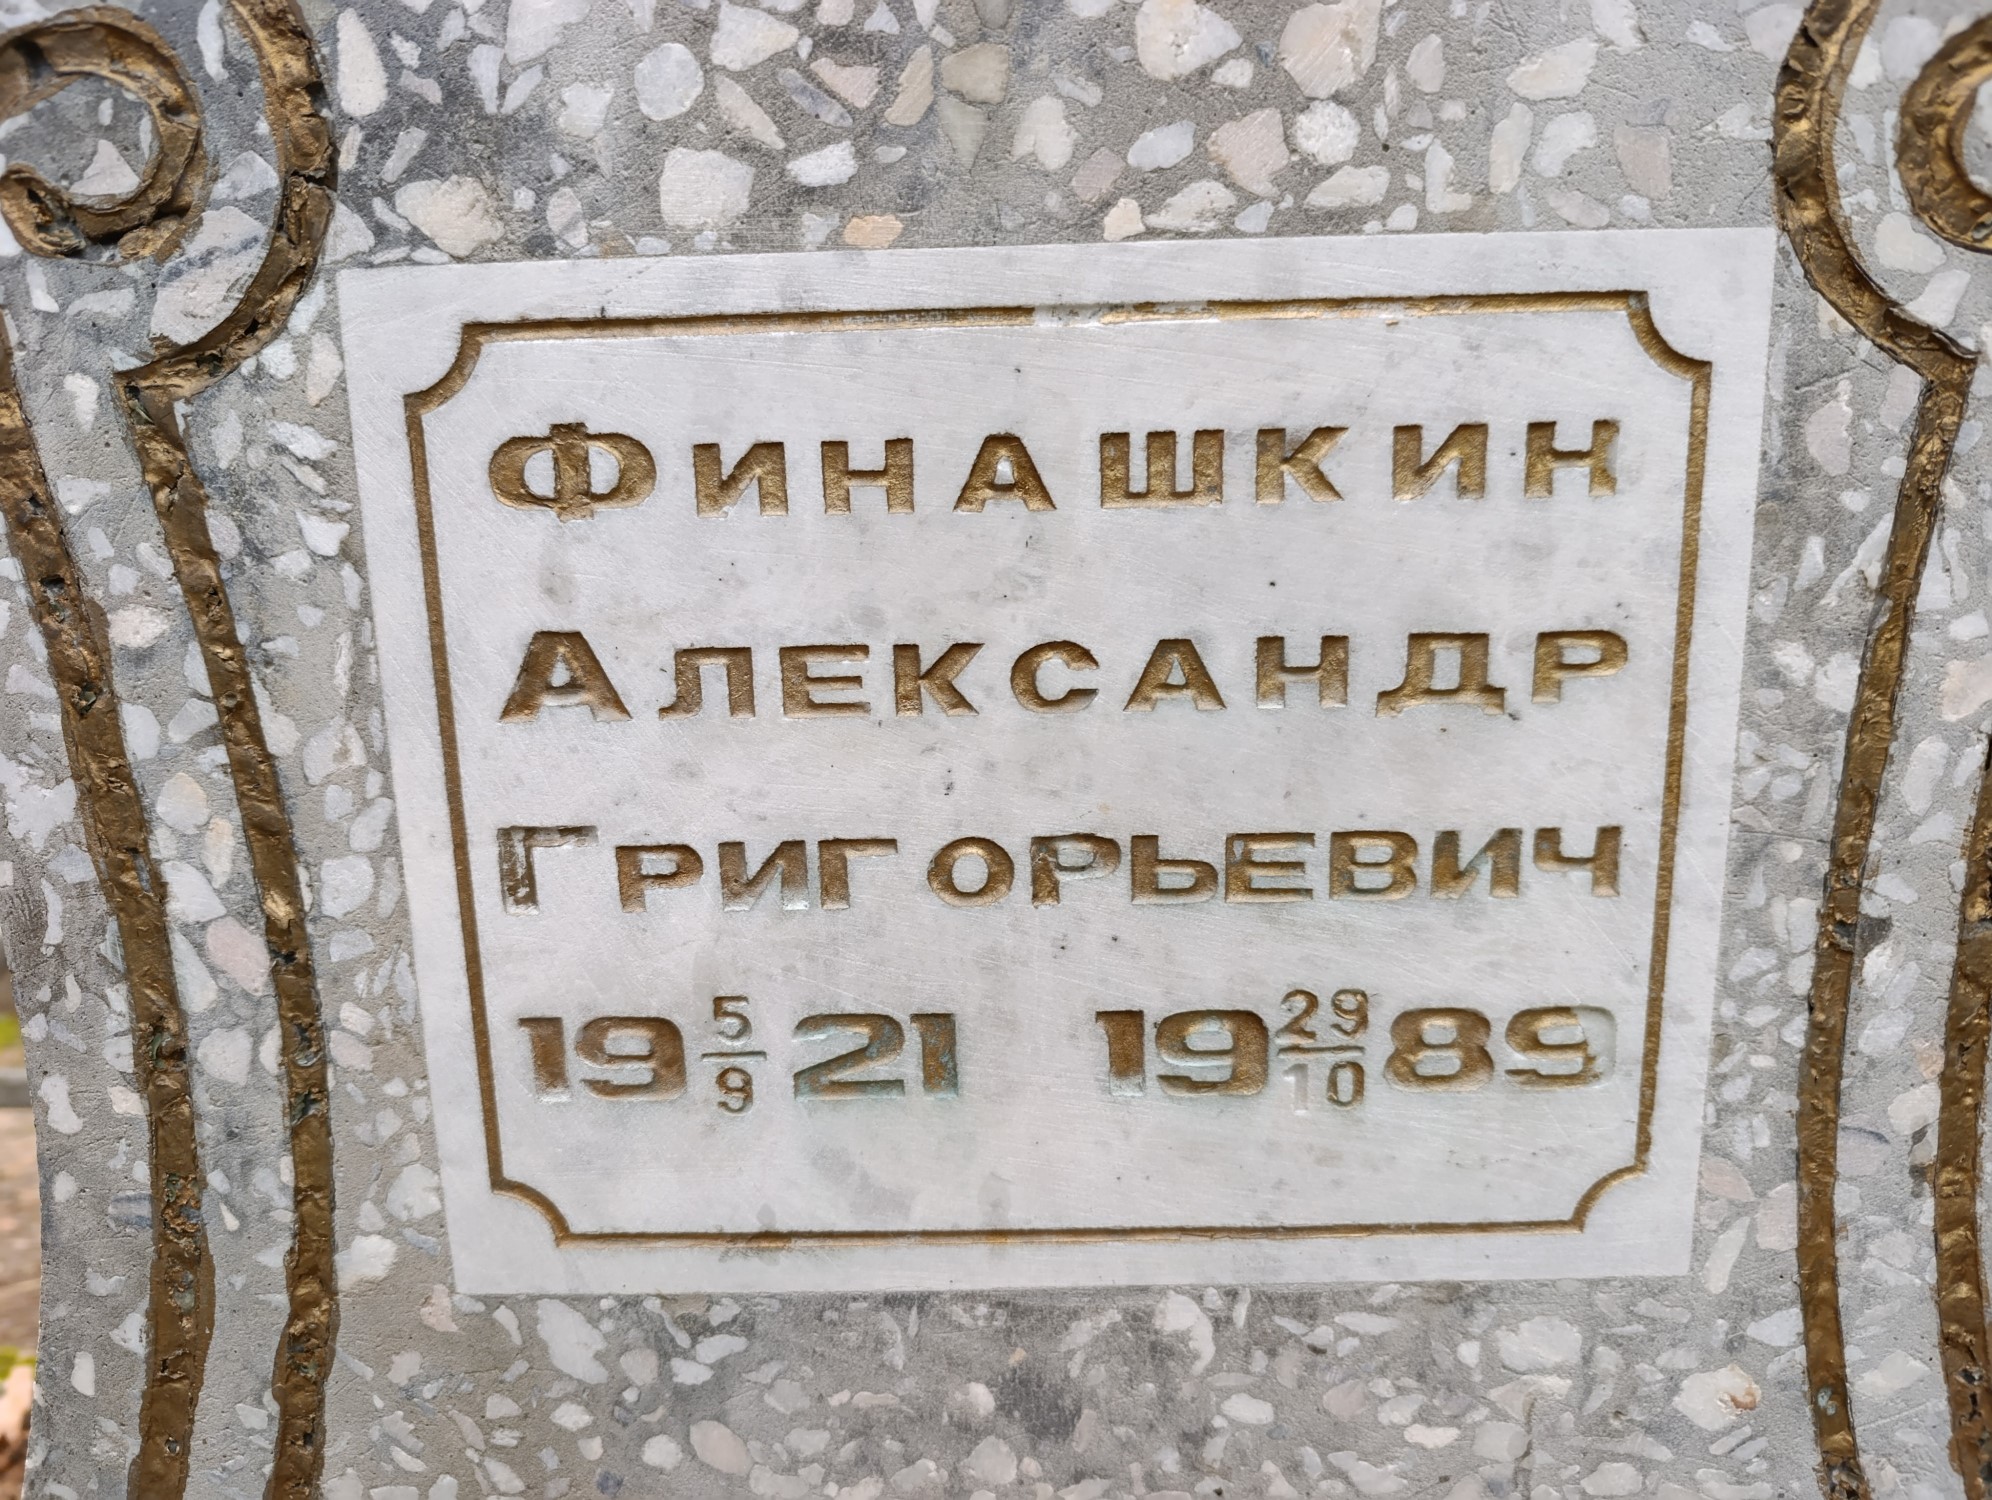 ФИНАШКИН
АЛЕКСАНДР
ГРИГОРЬЕВИЧ
19 5/9 21 19 29/10 89